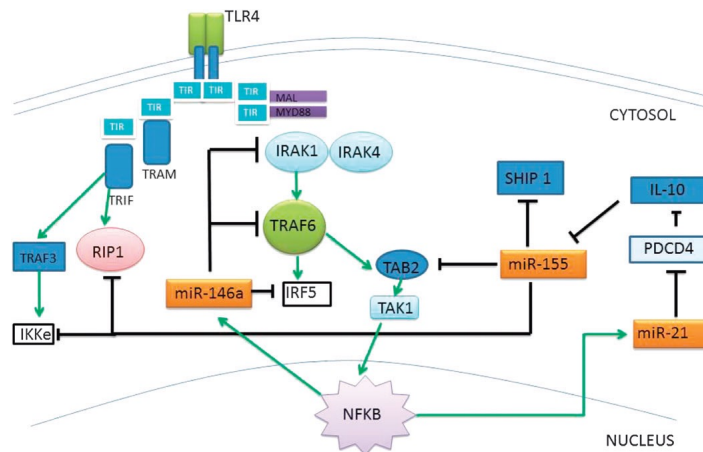 TLR4
TIR
TIR
TIR
MAL
TIR
MYD88
TIR
TIR
CYTOSOL
TRAM
TRIF
IRAK1
IRAK4
SHIP 1
IL-10
TRAF6
PDCD4
TRAF3
RIP1
TAB2
miR-155
miR-146a
IRF5
TAK1
IKKe
miR-21
NFKB
NUCLEUS